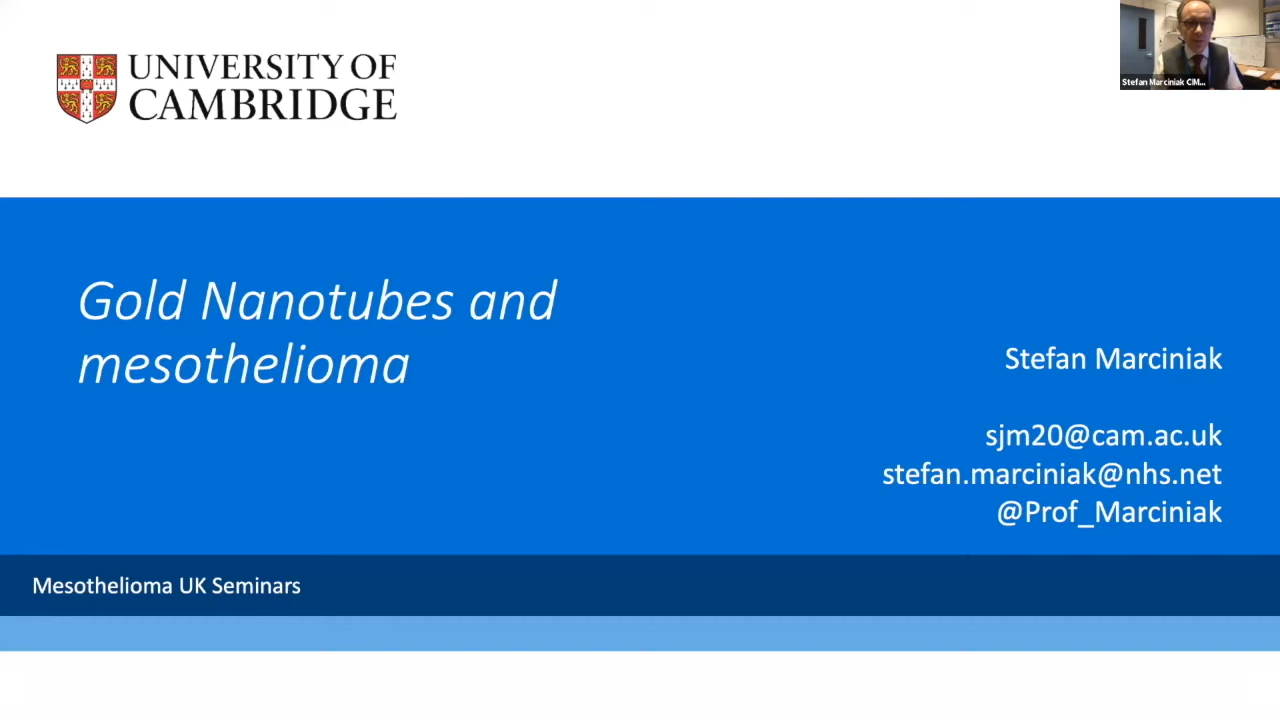 UNIVERSITY OF
CAMBRIDGE
Stefan Marciniak CIM...
Gold Nanotubes and
mesothelioma
Stefan Marciniak
sjm20@cam.ac.uk
stefan.marciniak@nhs.net
@Prof_Marciniak
Mesothelioma UK Seminars